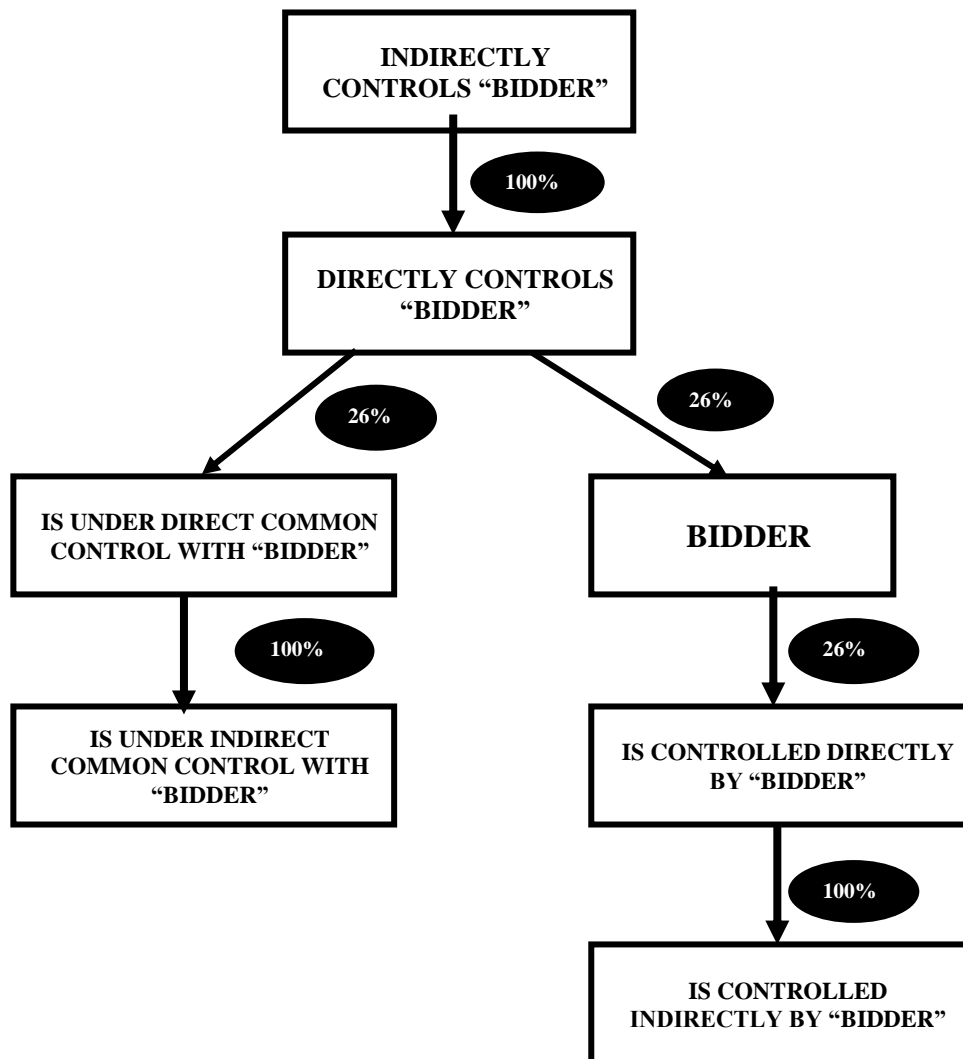 INDIRECTLY
CONTROLS “BIDDER”
100%
DIRECTLY CONTROLS
“BIDDER”
26%
26%
IS UNDER DIRECT COMMON
CONTROL WITH “BIDDER”
BIDDER
100%
26%
IS UNDER INDIRECT
COMMON CONTROL WITH
“BIDDER”
IS CONTROLLED DIRECTLY
BY “BIDDER”
100%
IS CONTROLLED
INDIRECTLY BY “BIDDER”